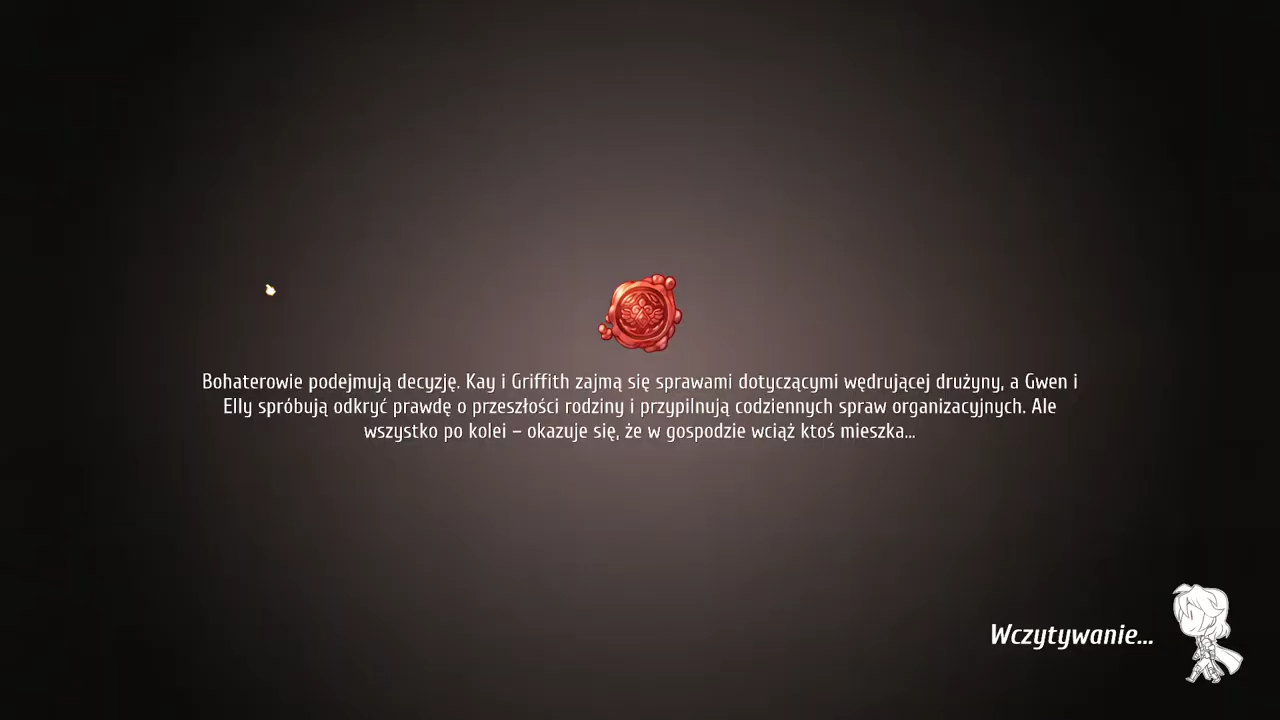 Bohaterowie podejmują decyzję. Kay i Griffith zajmą się sprawami dotyczącymi wędrującej drużyny, a Gwen i
Elly spróbują odkryć prawdę o przeszłości rodziny i przypilnują codziennych spraw organizacyjnych. Ale
wszystko po kolei – okazuje się, że w gospodzie wciąż ktoś mieszka...
Wczytywanie...